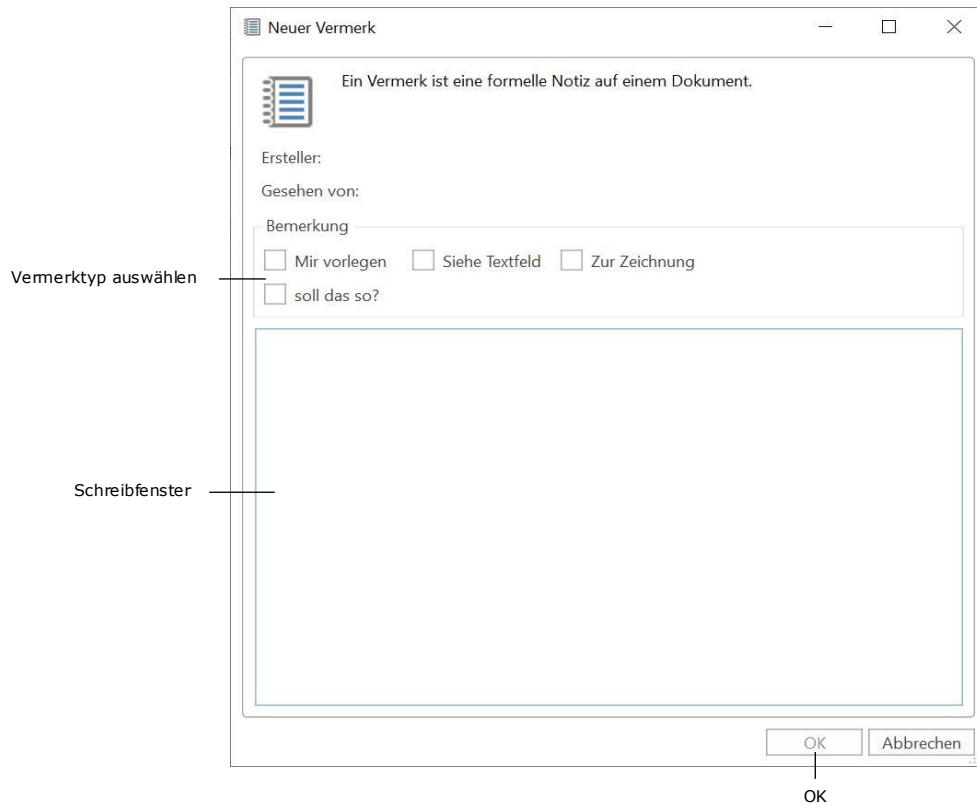 Neuer Vermerk
Ein Vermerk ist eine formelle Notiz auf einem Dokument.
Ersteller:
Gesehen von:
Bemerkung
Mir vorlegen Siehe Textfeld Zur Zeichnung
Vermerktyp auswählen
soll das so?
Schreibfenster
OK Abbrechen
OK